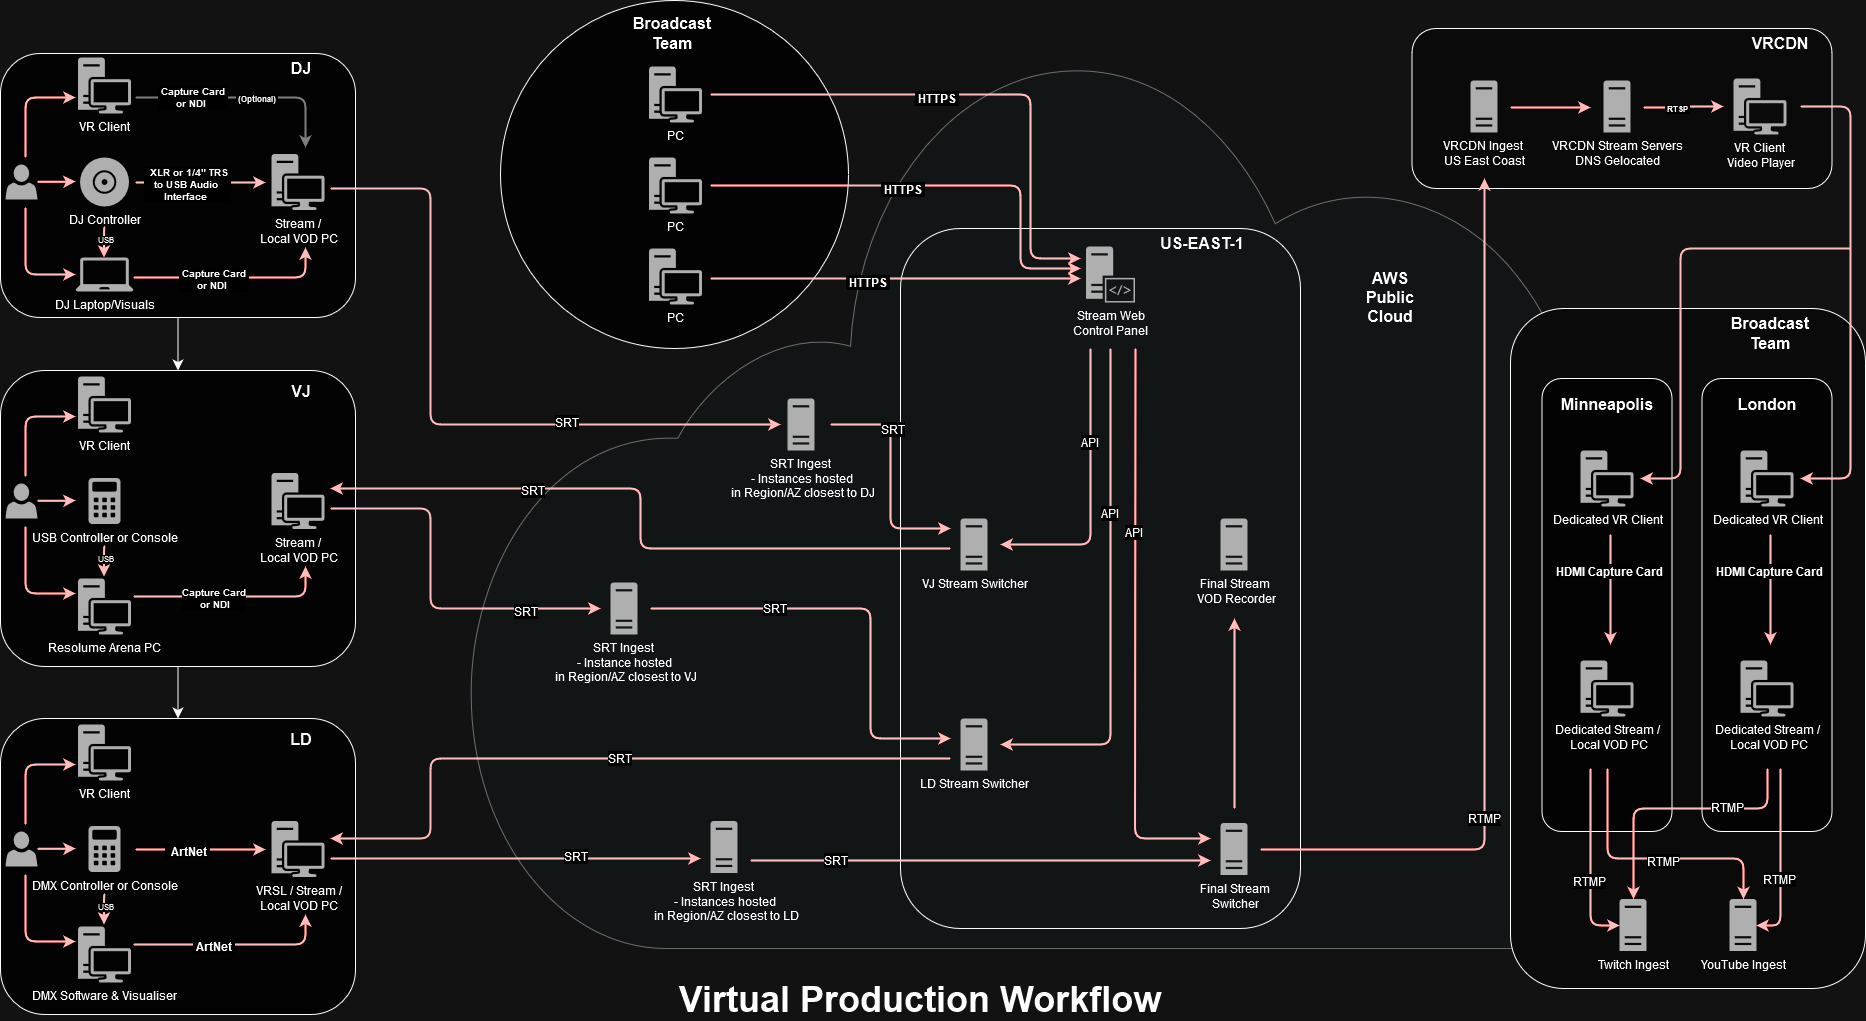 DJ
VR Client
Capture Card
or NDI
(Optional)
XLR or 1/4" TRS
to USB Audio
Interface
DJ Controller
USB
Stream /
Local VOD PC
Capture Card
or NDI
DJ Laptop/Visuals
VJ
VR Client
USB Controller or Console
USB
Stream /
Local VOD PC
Capture Card
or NDI
Resolume Arena PC
LD
VR Client
ArtNet
DMX Controller or Console
USB
VRSL / Stream /
Local VOD PC
ArtNet
DMX Software & Visualiser
Broadcast
Team
PC
PC
PC
HTTPS
HTTPS
HTTPS
US-EAST-1
Stream Web
Control Panel
AWS
Public
Cloud
SRT
SRT
SRT Ingest
- Instances hosted
in Region/AZ closest to DJ
API
API
API
SRT
VJ Stream Switcher
Final Stream
VOD Recorder
SRT
SRT
SRT Ingest
- Instance hosted
in Region/AZ closest to VJ
SRT
LD Stream Switcher
SRT
SRT
SRT Ingest
- Instances hosted
in Region/AZ closest to LD
Final Stream
Switcher
RTMP
VRCDN
VRCDN Ingest
US East Coast
VRCDN Stream Servers
DNS Gelocated
RTSP
VR Client
Video Player
Broadcast
Team
Minneapolis
Dedicated VR Client
HDMI Capture Card
Dedicated Stream /
Local VOD PC
London
Dedicated VR Client
HDMI Capture Card
Dedicated Stream /
Local VOD PC
RTMP
RTMP
RTMP
RTMP
Twitch Ingest
YouTube Ingest
Virtual Production Workflow